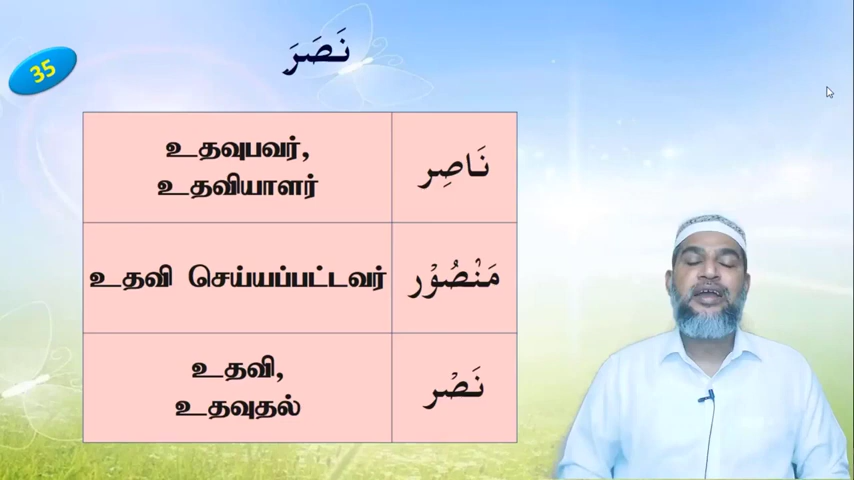 35
نَصَرَ
உதவுபவர்,
உதவியாளர்
نَاصِر
உதவி செய்யப்பட்டவர்
مَنْصُوْر
உதவி,
உதவுதல்
نَصْر